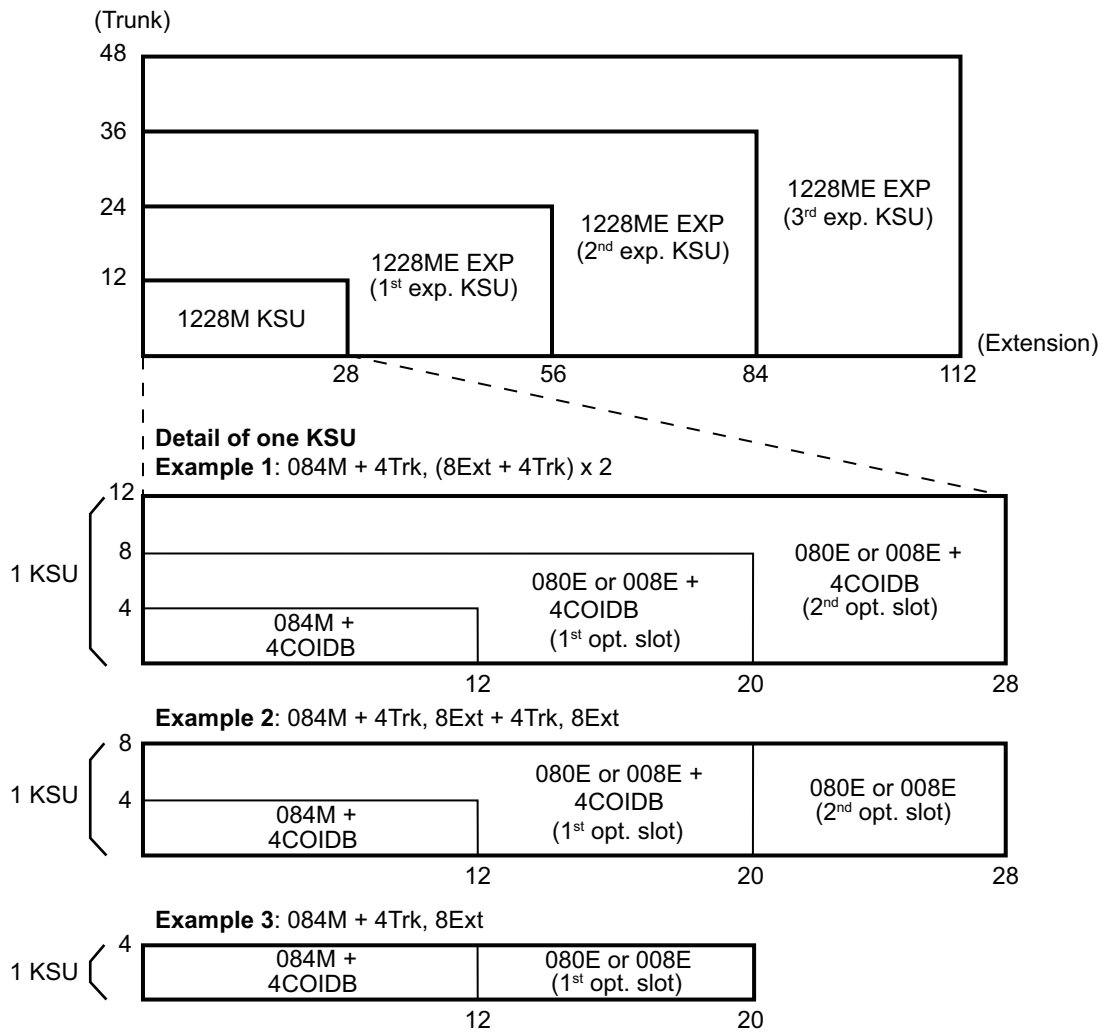 (Trunk)
48
36
24
12
1228M KSU
1228ME EXP
(1st exp. KSU)
1228ME EXP
(2nd exp. KSU)
1228ME EXP
(3rd exp. KSU)
(Extension)
28
56
84
112
Detail of one KSU
Example 1: 084M + 4Trk, (8Ext + 4Trk) x 2
12
8
4
1 KSU
084M +
4COIDB
080E or 008E +
4COIDB
(1st opt. slot)
080E or 008E +
4COIDB
(2nd opt. slot)
12
20
28
Example 2: 084M + 4Trk, 8Ext + 4Trk, 8Ext
8
4
1 KSU
084M +
4COIDB
080E or 008E +
4COIDB
(1st opt. slot)
080E or 008E
(2nd opt. slot)
12
20
28
Example 3: 084M + 4Trk, 8Ext
4
1 KSU
084M +
4COIDB
080E or 008E
(1st opt. slot)
12
20